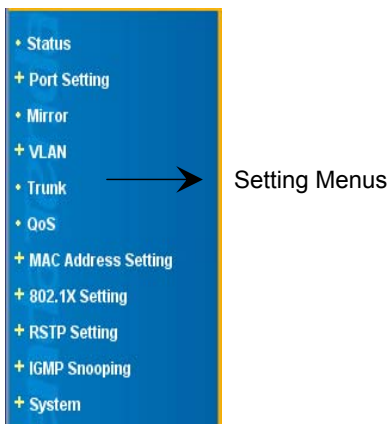 • Status
+ Port Setting
• Mirror
+ VLAN
• Trunk
• QoS
+ MAC Address Setting
+ 802.1X Setting
+ RSTP Setting
+ IGMP Snooping
+ System
Setting Menus